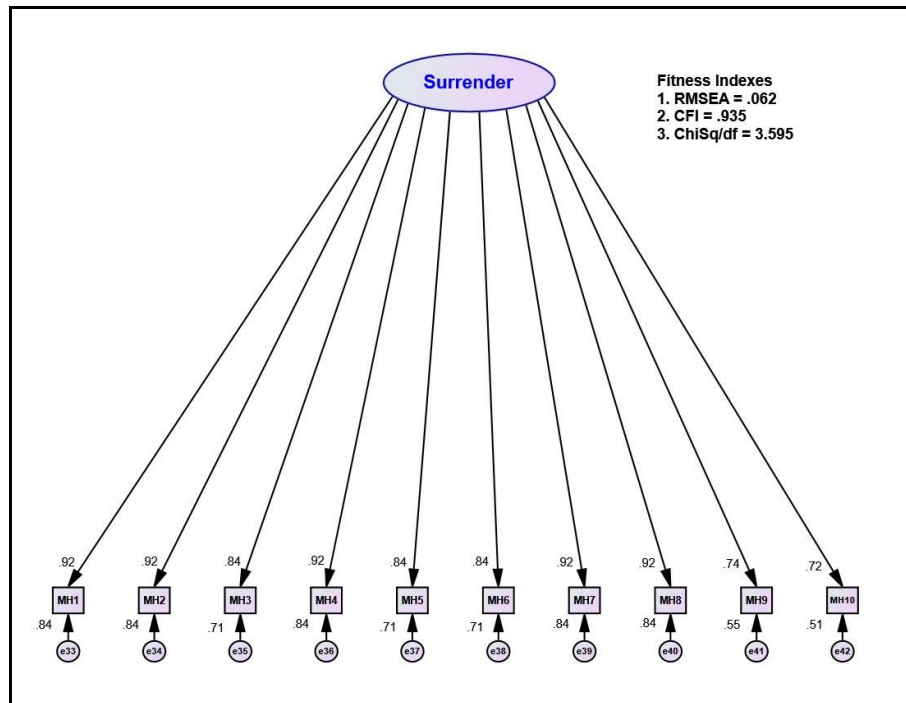 Surrender
Fitness Indexes
1. RMSEA = .062
2. CFI = .935
3. ChiSq/df = 3.595
.92 .92 .84 .92 .84 .84 .92 .92 .74 .72
MH1 MH2 MH3 MH4 MH5 MH6 MH7 MH8 MH9 MH10
.84 .84 .71 .84 .71 .71 .84 .84 .55 .51
e33 e34 e35 e36 e37 e38 e39 e40 e41 e42